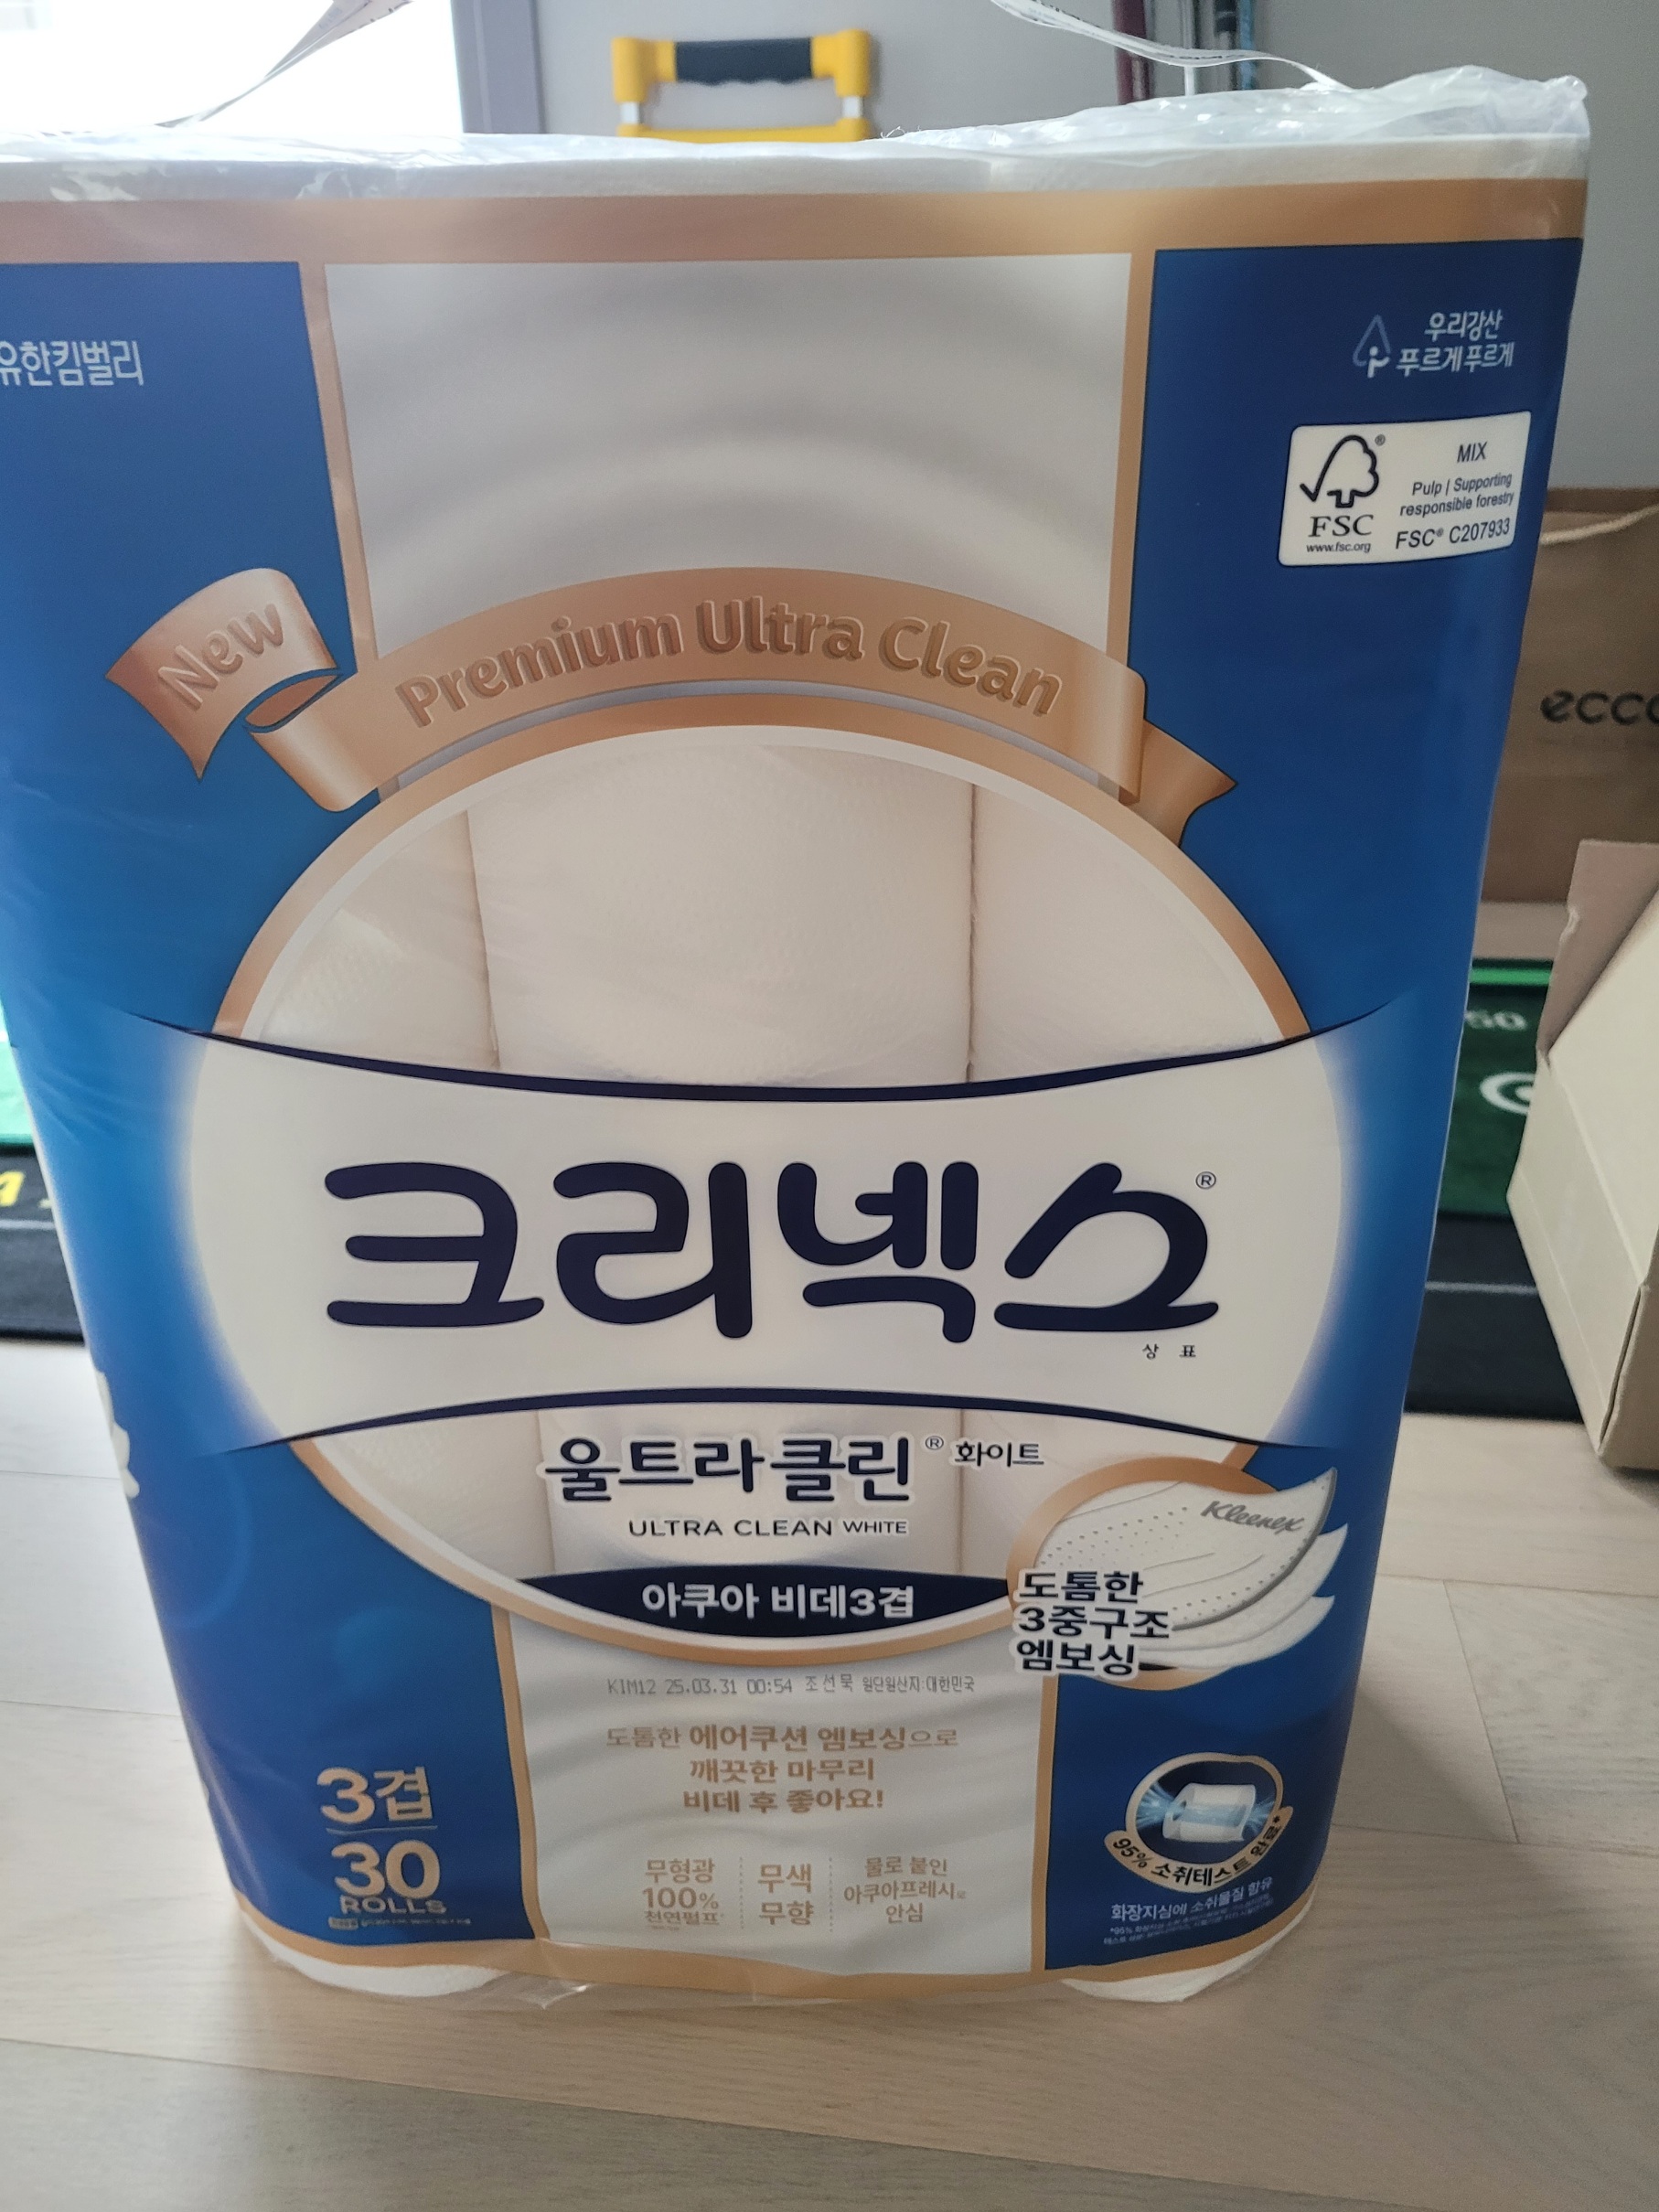 유한킴벌리
우리강산
푸르게푸르게
MIX
Pulp | Supporting
responsible forestry
FSC® C207933
FSC
www.fsc.org
New
Premium Ultra Clean
ecco
50
크리넥스®
상표
울트라클린® 화이트
ULTRA CLEAN WHITE
아쿠아 비데3겹
Kleenex
도톰한
3중구조
엠보싱
KIM12 25.03.31 00:54 조선묵 원단원산지:대한민국
도톰한 에어쿠션 엠보싱으로
깨끗한 마무리
비데 후 좋아요!
3겹
30
ROLLS
무형광
100%
천연펄프
무색
무향
물로 붙인
아쿠아프레시로
안심
95% 소취테스트 완료*
화장지심에 소취물질 함유